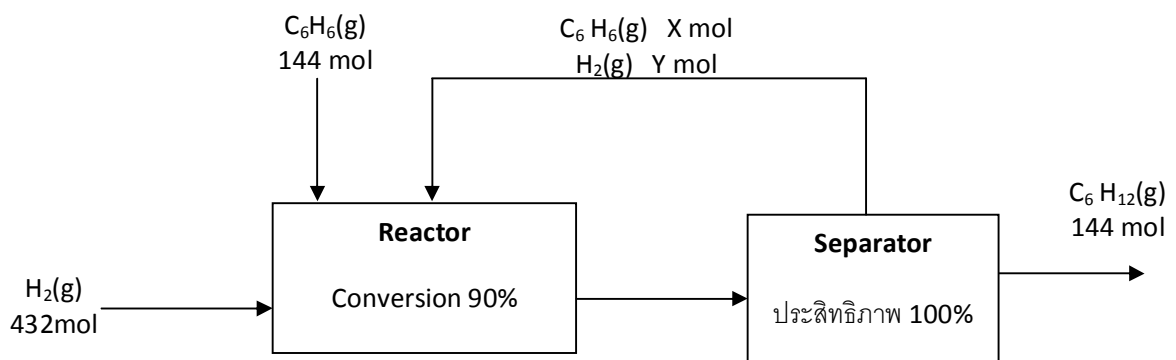 C₆H₆(g)
144 mol
C₆ H₆(g) X mol
H₂(g) Y mol
Reactor
Conversion 90%
Separator
ประสิทธิภาพ 100%
C₆ H₁₂(g)
144 mol
H₂(g)
432mol